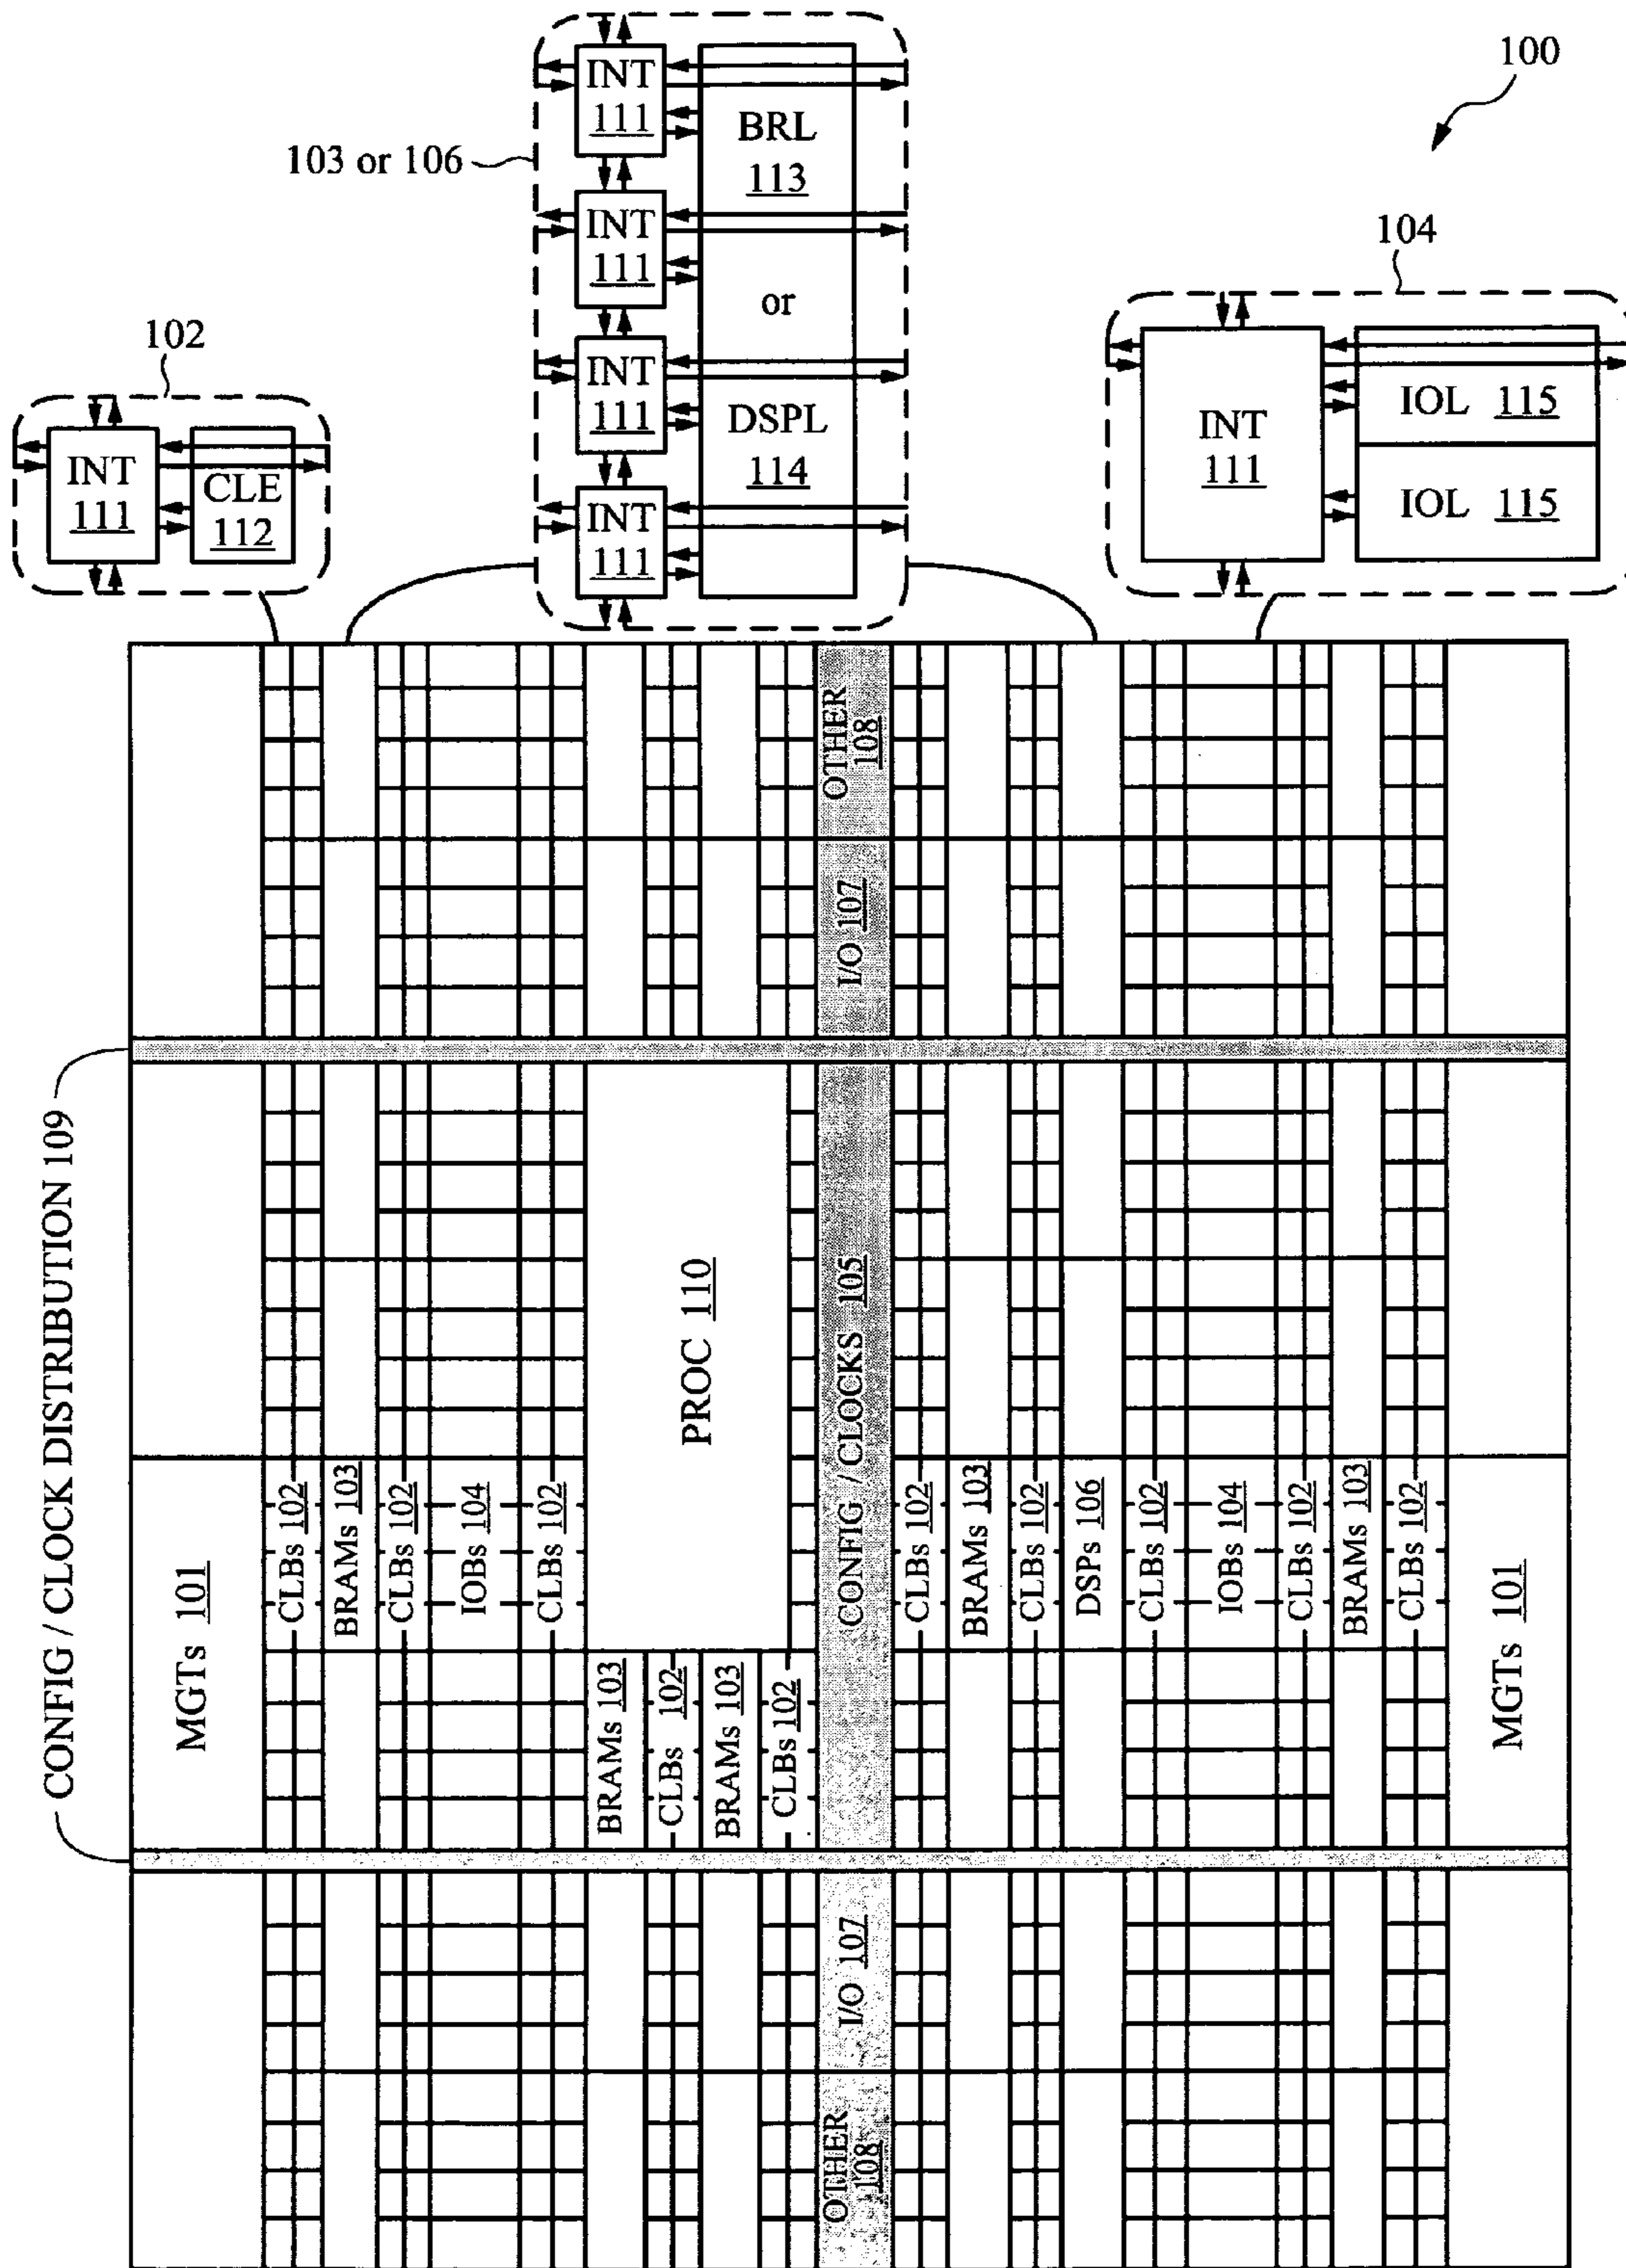 100
103 or 106
INT
111
INT
111
INT
111
INT
111
BRL
113
or
DSPL
114
104
INT
111
IOL 115
IOL 115
102
INT
111
CLE
112
OTHER
108
I/O 107
CONFIG / CLOCK DISTRIBUTION 109
PROC 110
CONFIG / CLOCKS 105
MGTs 101
CLBs 102
BRAMs 103
CLBs 102
IOBs 104
CLBs 102
BRAMs 103
CLBs 102
BRAMs 103
CLBs 102
CLBs 102
BRAMs 103
CLBs 102
DSPs 106
CLBs 102
IOBs 104
CLBs 102
BRAMs 103
CLBs 102
MGTs 101
I/O 107
OTHER
108